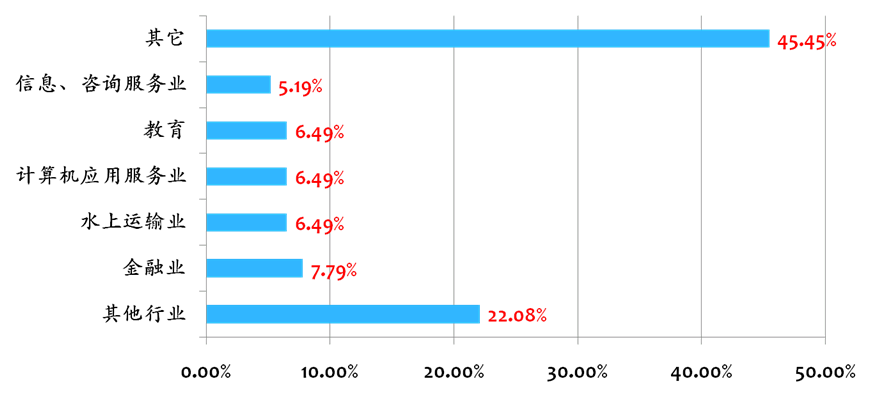 其它
45.45%
信息、咨询服务业
5.19%
教育
6.49%
计算机应用服务业
6.49%
水上运输业
6.49%
金融业
7.79%
其他行业
22.08%
0.00% 10.00% 20.00% 30.00% 40.00% 50.00%